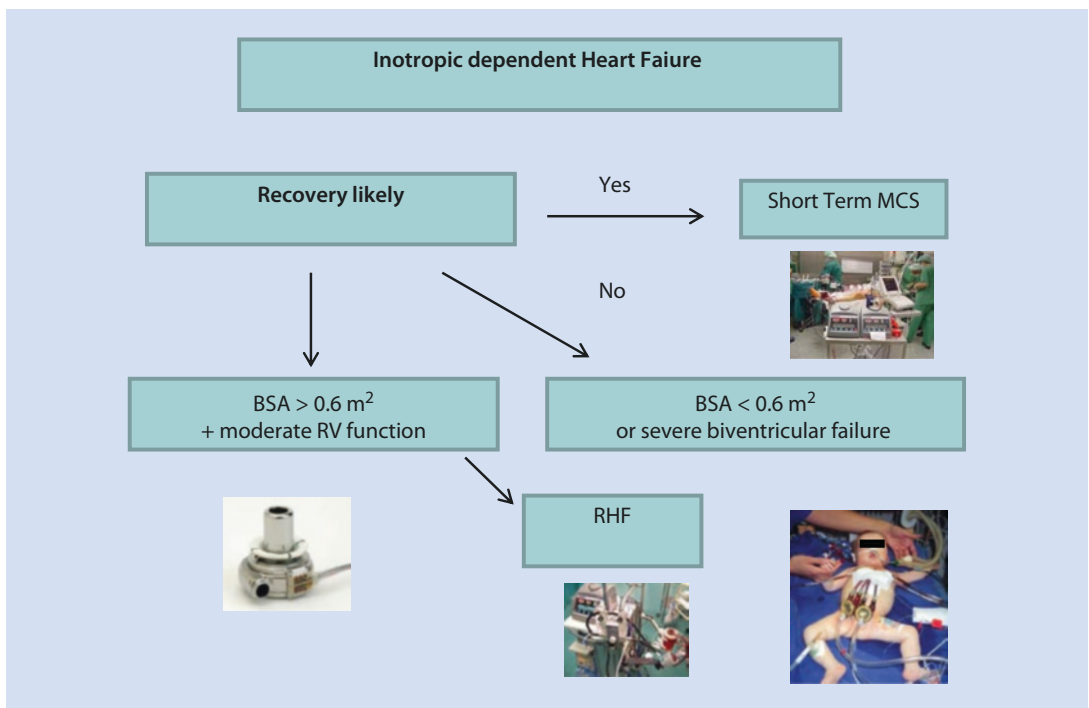 Inotropic dependent Heart Faiure
Recovery likely
Yes
Short Term MCS
No
BSA > 0.6 m²
+ moderate RV function
BSA < 0.6 m²
or severe biventricular failure
RHF